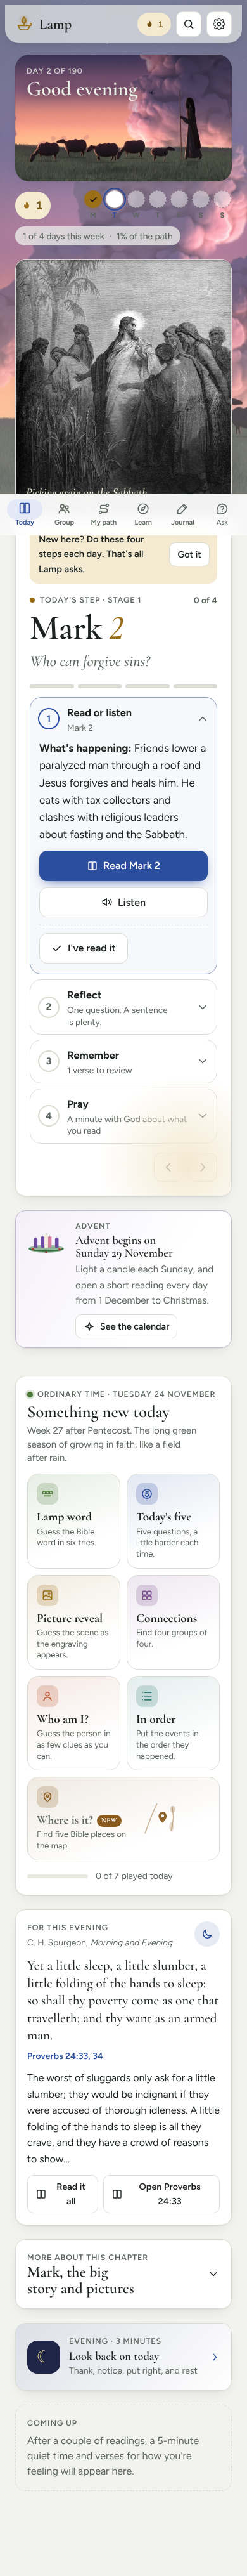 Lamp
1
DAY 2 OF 190
Good evening
1
M
S
1 of 4 days this week · 1% of the path
Picking grain on the Sabbath
Today
Group
My path
Learn
Journal
Ask
New here? Do these four
steps each day. That's all
Lamp asks.
Got it
TODAY'S STEP · STAGE 1
0 of 4
Mark 2
Who can forgive sins?
1
Read or listen
Mark 2
What's happening: Friends lower a
paralyzed man through a roof and
Jesus forgives and heals him. He
eats with tax collectors and
clashes with religious leaders
about fasting and the Sabbath.
Read Mark 2
Listen
I've read it
2
Reflect
One question. A sentence
is plenty.
3
Remember
1 verse to review
4
Pray
A minute with God about what
you read
ADVENT
Advent begins on
Sunday 29 November
Light a candle each Sunday, and
open a short reading every day
from 1 December to Christmas.
See the calendar
ORDINARY TIME · TUESDAY 24 NOVEMBER
Something new today
Week 27 after Pentecost. The long green
season of growing in faith, like a field
after rain.
Lamp word
Guess the Bible
word in six tries.
Today's five
Five questions, a
little harder each
time.
Picture reveal
Guess the scene as
the engraving
appears.
Connections
Find four groups of
four.
Who am I?
Guess the person in
as few clues as you
can.
In order
Put the events in
the order they
happened.
Where is it? NEW
Find five Bible places on
the map.
0 of 7 played today
FOR THIS EVENING
C. H. Spurgeon, Morning and Evening
Yet a little sleep, a little slumber, a
little folding of the hands to sleep:
so shall thy poverty come as one that
travelleth; and thy want as an armed
man.
Proverbs 24:33, 34
The worst of sluggards only ask for a little
slumber; they would be indignant if they
were accused of thorough idleness. A little
folding of the hands to sleep is all they
crave, and they have a crowd of reasons
to show...
Read it
all
Open Proverbs
24:33
MORE ABOUT THIS CHAPTER
Mark, the big
story and pictures
EVENING · 3 MINUTES
Look back on today
Thank, notice, put right, and rest
COMING UP
After a couple of readings, a 5-minute
quiet time and verses for how you're
feeling will appear here.